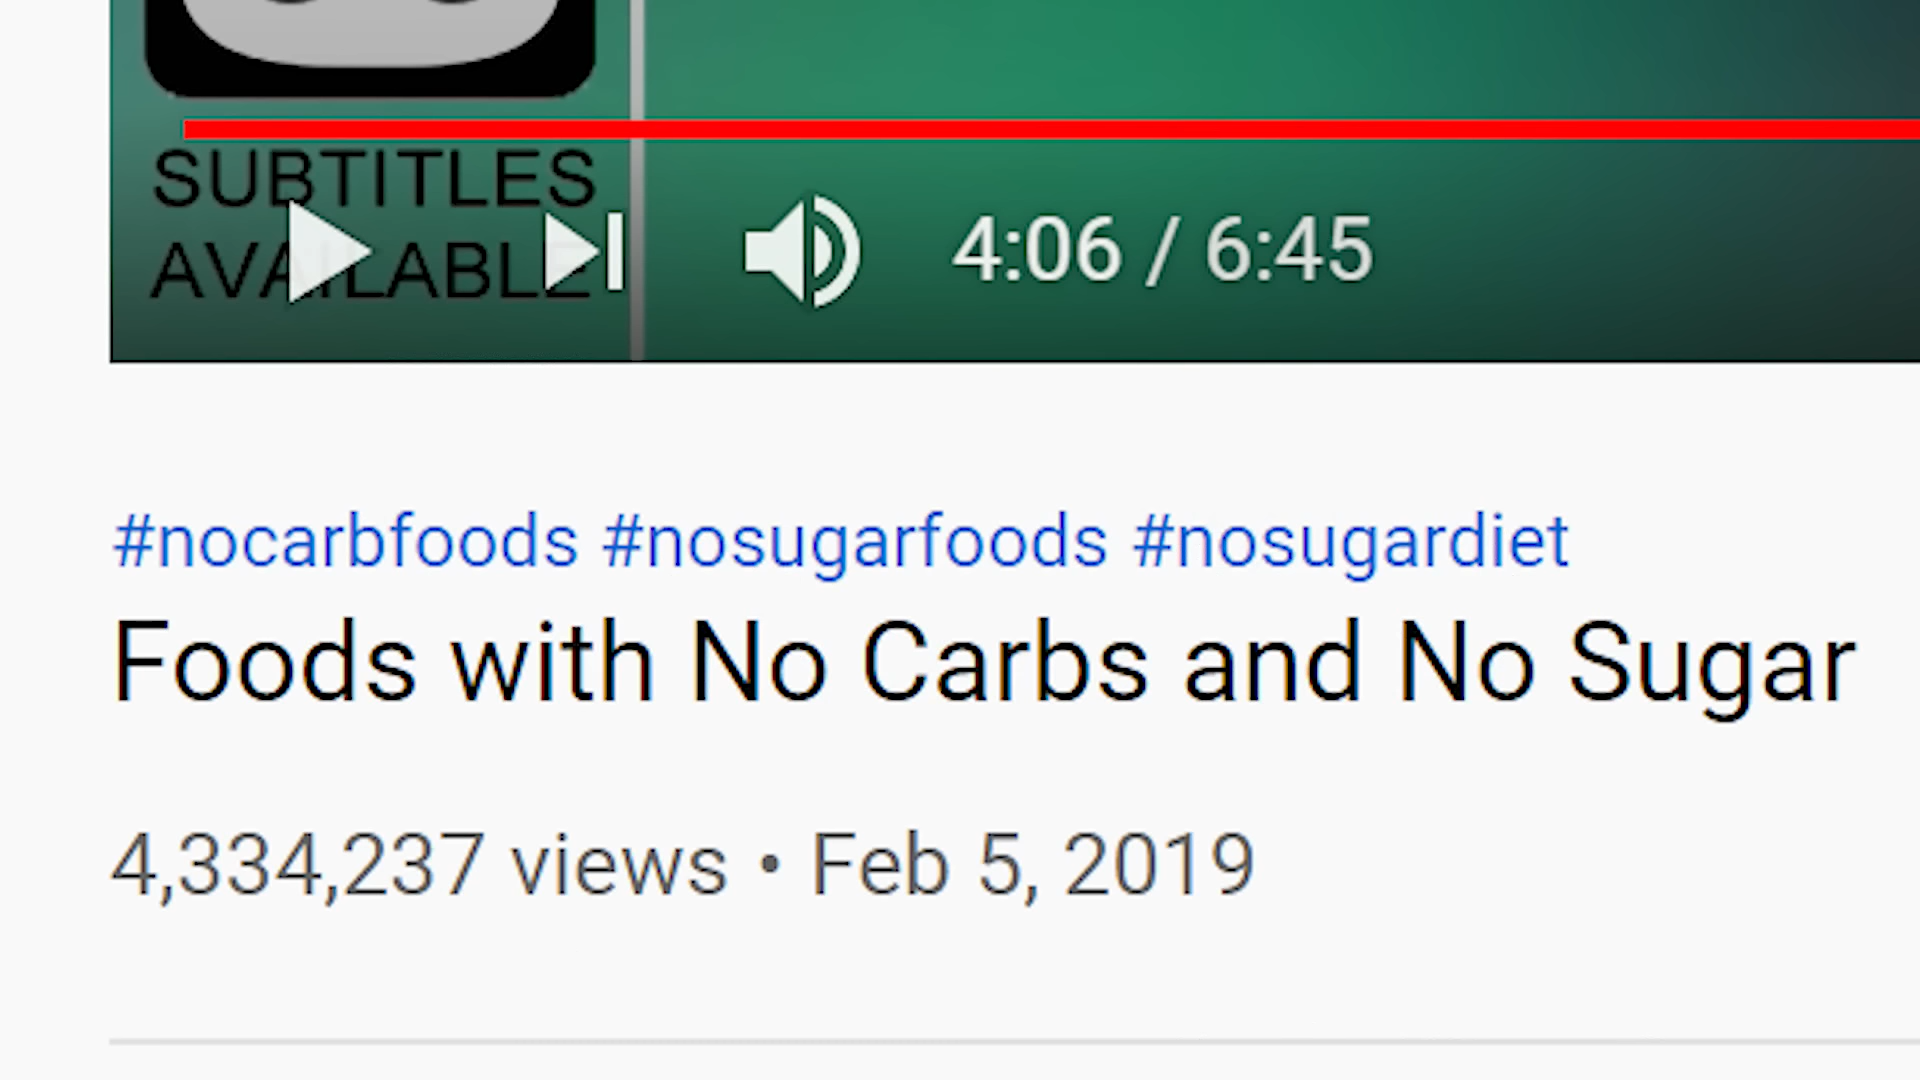 SUBTITLES
AVAILABLE
4:06 / 6:45
#nocarbfoods #nosugarfoods #nosugardiet
Foods with No Carbs and No Sugar
4,334,237 views • Feb 5, 2019